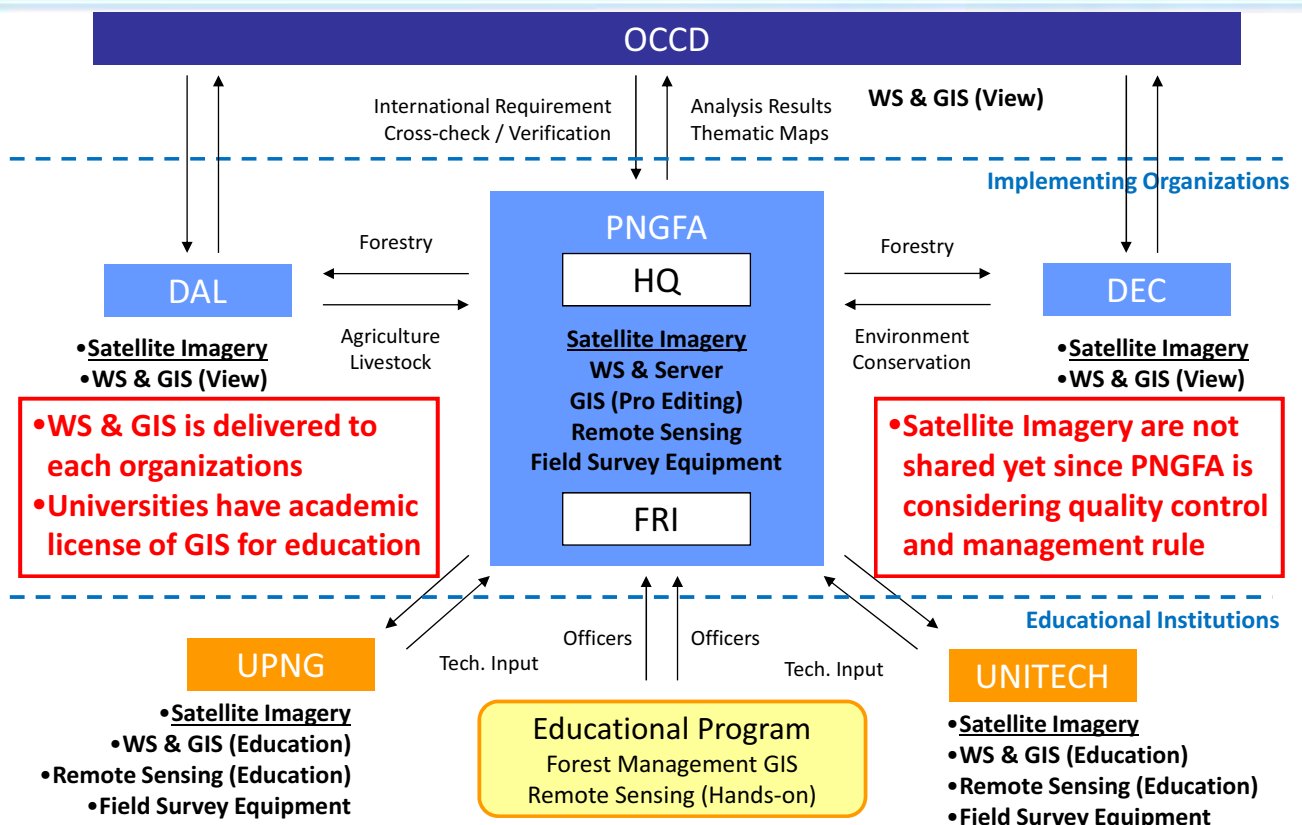 OCCD
International Requirement
Cross-check / Verification
Analysis Results
Thematic Maps
WS & GIS (View)
Implementing Organizations
PNGFA
HQ
Satellite Imagery
WS & Server
GIS (Pro Editing)
Remote Sensing
Field Survey Equipment
FRI
Forestry
Agriculture
Livestock
Forestry
Environment
Conservation
DAL
•Satellite Imagery
•WS & GIS (View)
•WS & GIS is delivered to
each organizations
•Universities have academic
license of GIS for education
DEC
•Satellite Imagery
•WS & GIS (View)
•Satellite Imagery are not
shared yet since PNGFA is
considering quality control
and management rule
Educational Institutions
Officers
Officers
Tech. Input
Tech. Input
UPNG
•Satellite Imagery
•WS & GIS (Education)
•Remote Sensing (Education)
•Field Survey Equipment
Educational Program
Forest Management GIS
Remote Sensing (Hands-on)
UNITECH
•Satellite Imagery
•WS & GIS (Education)
•Remote Sensing (Education)
•Field Survey Equipment